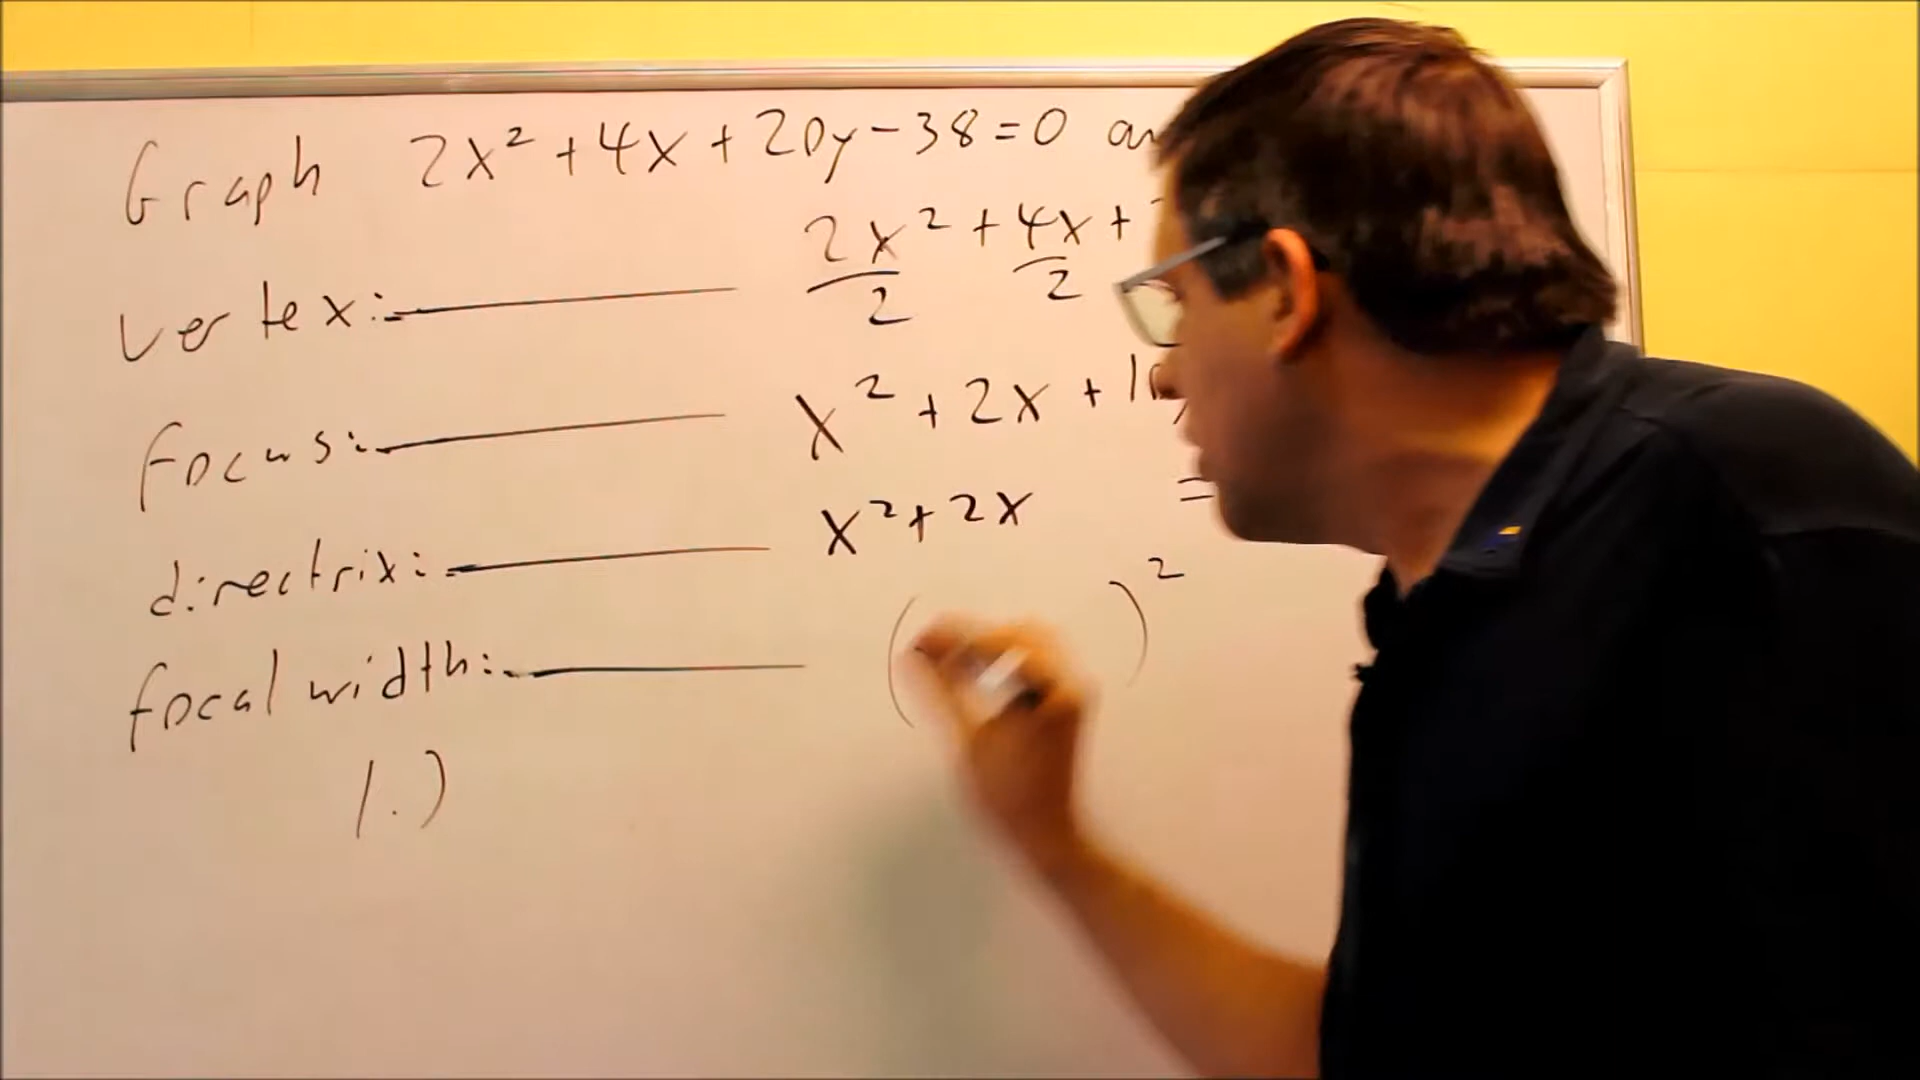 Graph 2x² + 4x + 20y - 38 = 0
vertex:
focus:
directrix:
focal width:
1.)
2x²/2 + 4x/2 +
x² + 2x + 10
x² + 2x =
( )²